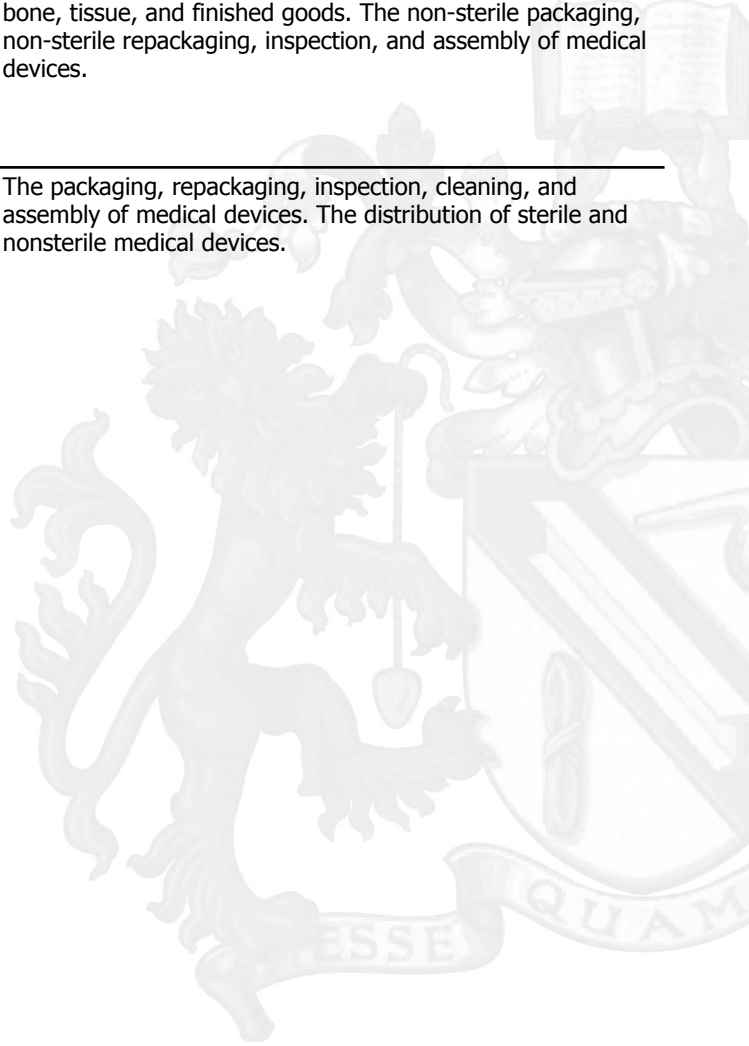 bone, tissue, and finished goods. The non-sterile packaging,
non-sterile repackaging, inspection, and assembly of medical
devices.
The packaging, repackaging, inspection, cleaning, and
assembly of medical devices. The distribution of sterile and
nonsterile medical devices.
ESSE
QUAM